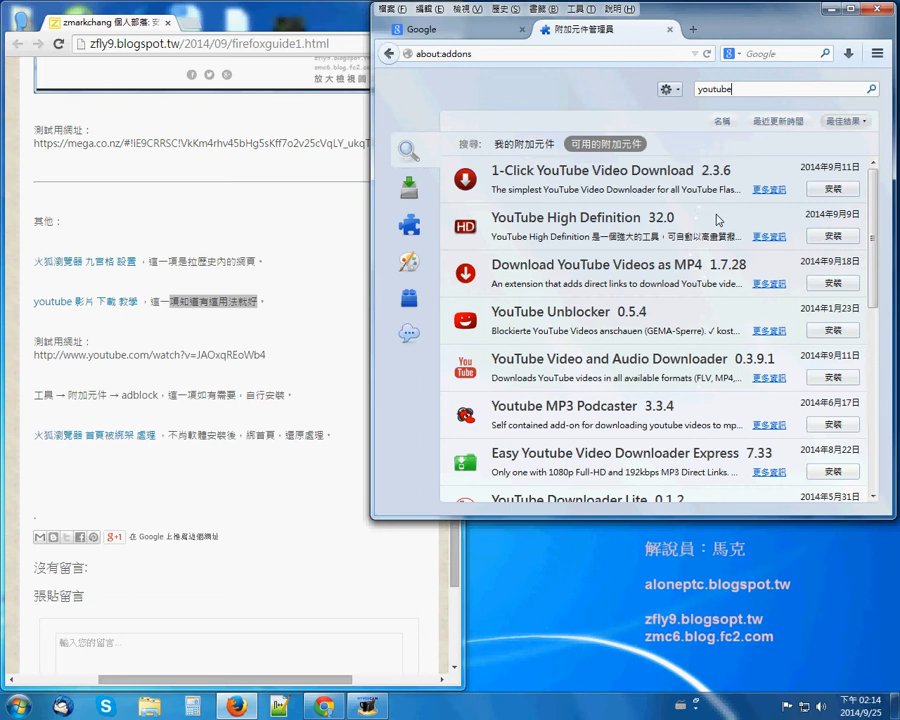 zmarkchang 個人部落: 安
zfly9.blogspot.tw/2014/09/firefoxguide1.html
zmc6.blog.fc2.com
放大檢視圖
測試用網址：
https://mega.co.nz/#!iE9CRRSC!VkKm4rhv45bHg5sKff7o2v25cVqLY_ukqT
其他：
火狐瀏覽器 九宮格 設置 ，這一項是拉歷史內的網頁。
youtube 影片 下載 教學 ，這一項知道有這用法就好。
測試用網址：
http://www.youtube.com/watch?v=JAOxqREoWb4
工具 → 附加元件 → adblock，這一項如有需要，自行安裝。
火狐瀏覽器 首頁被綁架 處理 ，不尚軟體安裝後，綁首頁，還原處理。
.
g+1 在 Google 上推薦這個網址
沒有留言:
張貼留言
輸入您的留言...
檔案(F) 編輯(E) 檢視(V) 歷史(S) 書籤(B) 工具(T) 說明(H)
Google
附加元件管理員
about:addons
Google
youtube
名稱 最近更新時間 最佳結果
搜尋: 我的附加元件 可用的附加元件
1-Click YouTube Video Download 2.3.6 2014年9月11日
The simplest YouTube Video Downloader for all YouTube Flas... 更多資訊 安裝
YouTube High Definition 32.0 2014年9月9日
YouTube High Definition 是一個強大的工具，可自動以高畫質撥... 更多資訊 安裝
Download YouTube Videos as MP4 1.7.28 2014年9月18日
An extension that adds direct links to download YouTube vide... 更多資訊 安裝
YouTube Unblocker 0.5.4 2014年1月23日
Blockierte YouTube Videos anschauen (GEMA-Sperre). ✓ kost... 更多資訊 安裝
YouTube Video and Audio Downloader 0.3.9.1 2014年9月11日
Downloads YouTube videos in all available formats (FLV, MP4,... 更多資訊 安裝
Youtube MP3 Podcaster 3.3.4 2014年6月17日
Self contained add-on for downloading youtube videos to mp... 更多資訊 安裝
Easy Youtube Video Downloader Express 7.33 2014年8月22日
Only one with 1080p Full-HD and 192kbps MP3 Direct Links. ... 更多資訊 安裝
YouTube Downloader Lite 0.1.2 2014年5月31日
解說員：馬克
aloneptc.blogspot.tw
zfly9.blogsopt.tw
zmc6.blog.fc2.com
下午 02:14
2014/9/25